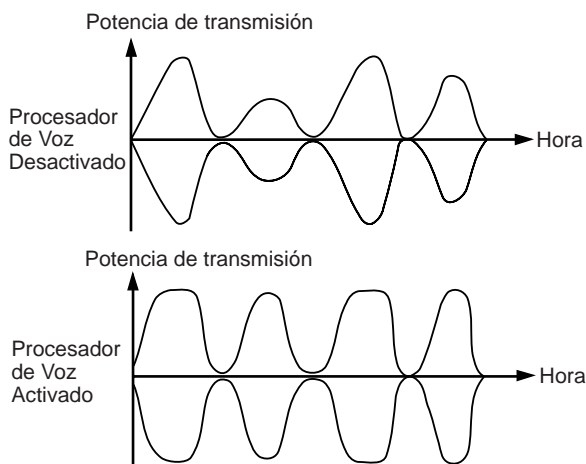 Potencia de transmisión
Procesador
de Voz
Desactivado
Hora
Potencia de transmisión
Procesador
de Voz
Activado
Hora